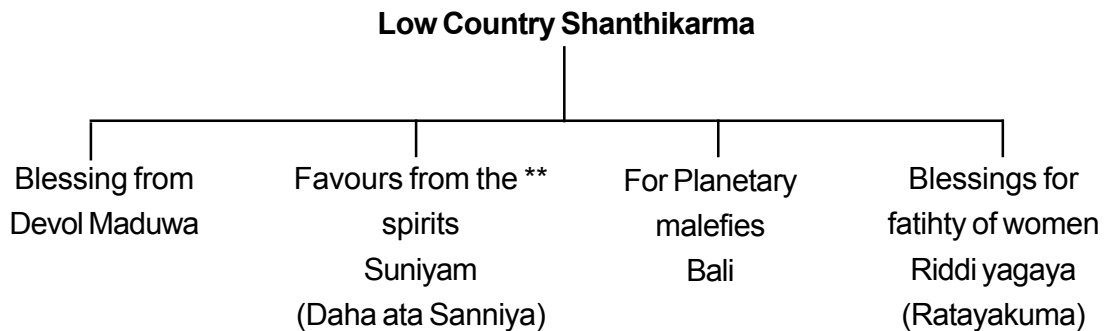 Low Country Shanthikarma
Blessing from
Devol Maduwa
Favours from the **
spirits
Suniyam
(Daha ata Sanniya)
For Planetary
malefies
Bali
Blessings for
fatihty of women
Riddi yagaya
(Ratayakuma)